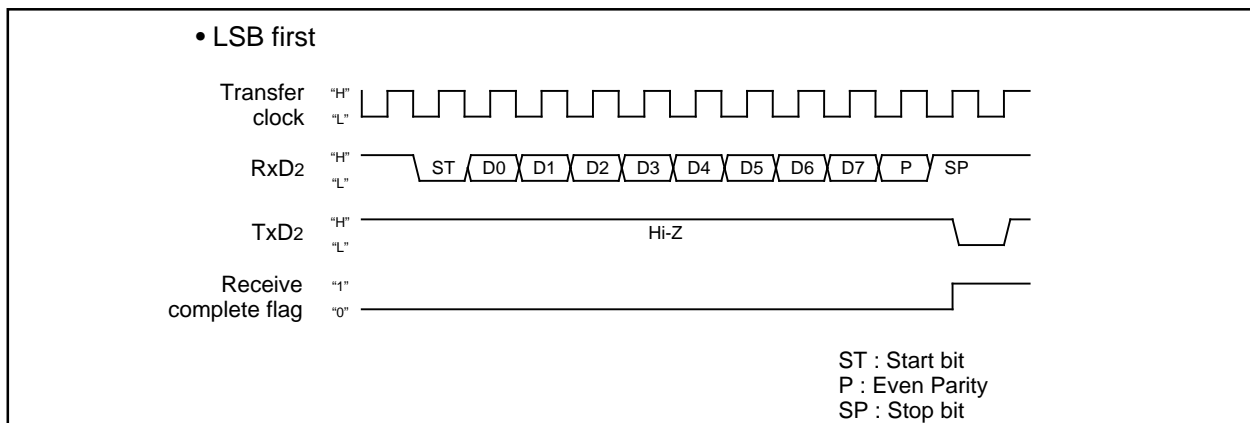 • LSB first
Transfer clock “H” “L”
RxD2 “H” “L” ST D0 D1 D2 D3 D4 D5 D6 D7 P SP
TxD2 “H” “L” Hi-Z
Receive complete flag “1” “0”
ST : Start bit
P : Even Parity
SP : Stop bit